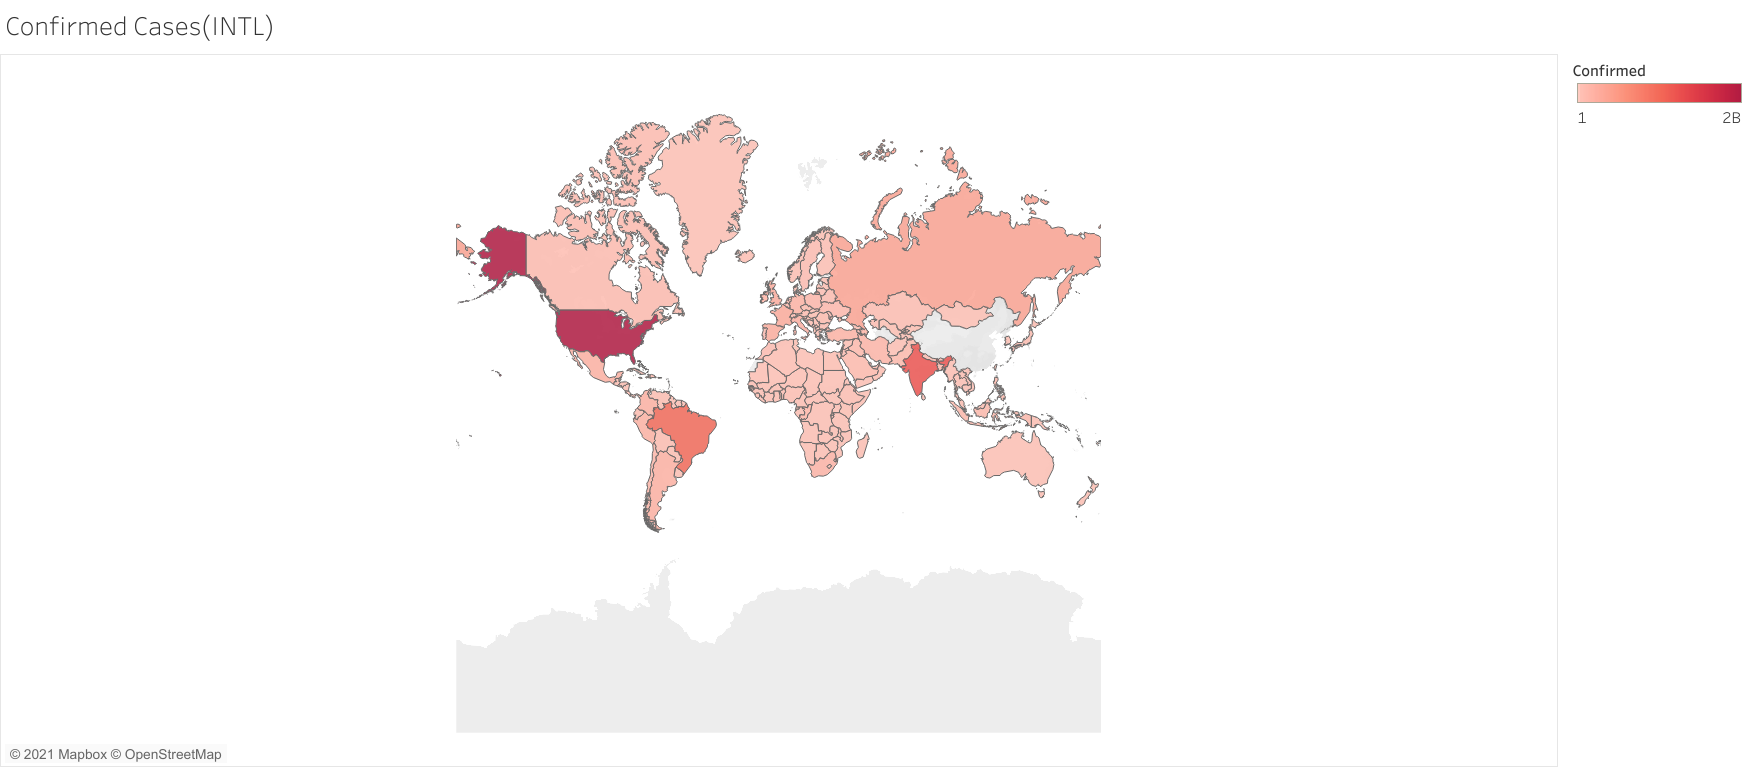 Confirmed Cases(INTL)
Confirmed
1 2B
© 2021 Mapbox © OpenStreetMap